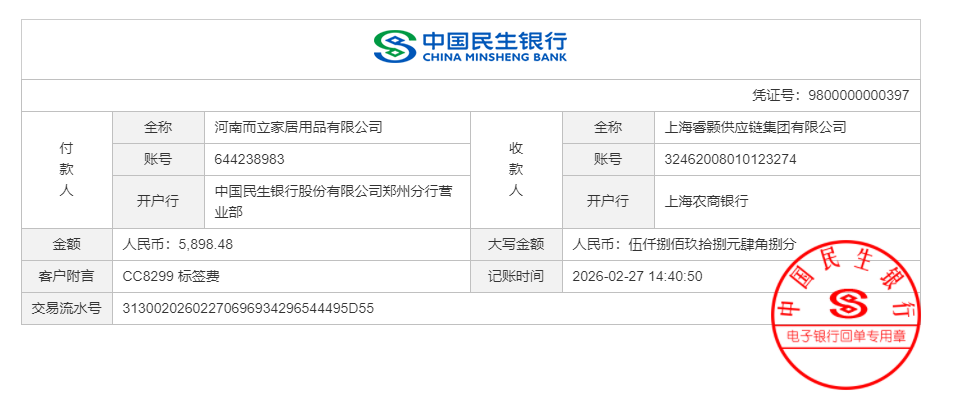 中国民生银行
CHINA MINSHENG BANK
凭证号：9800000000397
付款人
全称 河南而立家居用品有限公司
账号 644238983
开户行 中国民生银行股份有限公司郑州分行营
业部
收款人
全称 上海睿颢供应链集团有限公司
账号 32462008010123274
开户行 上海农商银行
金额 人民币：5,898.48
大写金额 人民币：伍仟捌佰玖拾捌元肆角捌分
客户附言 CC8299 标签费
记账时间 2026-02-27 14:40:50
交易流水号 31300202602270696934296544495D55
中国民生银行
电子银行回单专用章